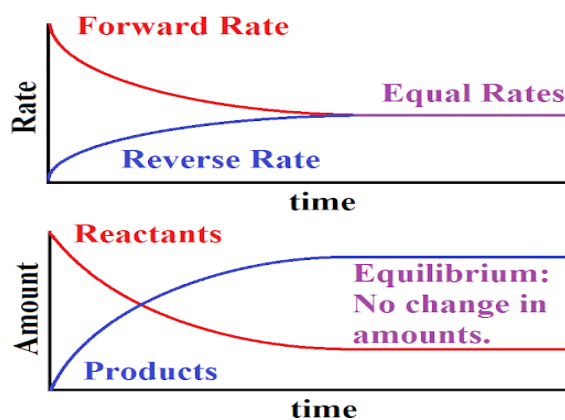 Forward Rate
Rate
Equal Rates
Reverse Rate
time
Reactants
Amount
Equilibrium:
No change in
amounts.
Products
time